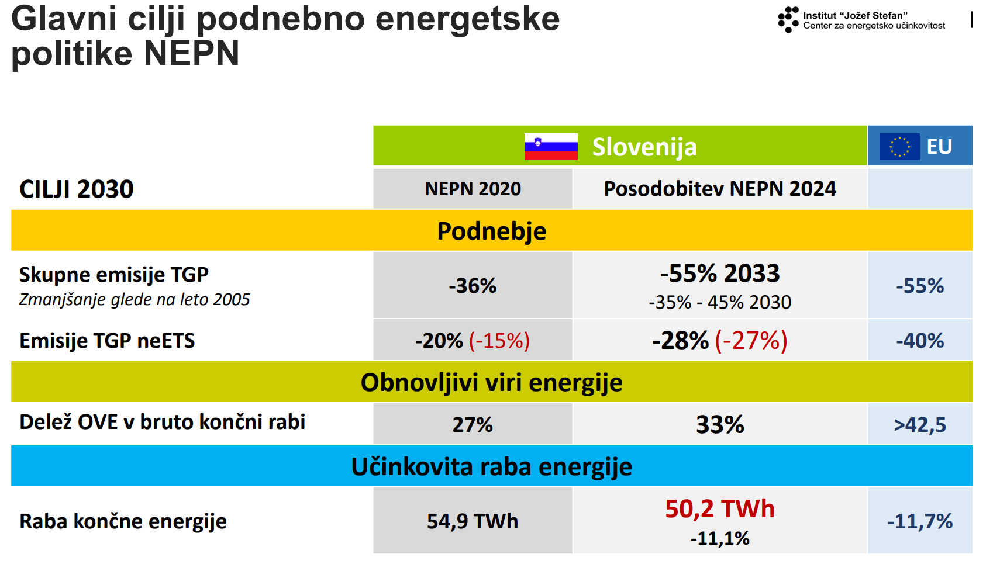 Glavni cilji podnebno energetske
politike NEPN
Institut “Jožef Stefan”
Center za energetsko učinkovitost
Slovenija
EU
CILJI 2030
NEPN 2020
Posodobitev NEPN 2024
Podnebje
Skupne emisije TGP
Zmanjšanje glede na leto 2005
-36%
-55% 2033
-35% - 45% 2030
-55%
Emisije TGP neETS
-20% (-15%)
-28% (-27%)
-40%
Obnovljivi viri energije
Delež OVE v bruto končni rabi
27%
33%
>42,5
Učinkovita raba energije
Raba končne energije
54,9 TWh
50,2 TWh
-11,1%
-11,7%